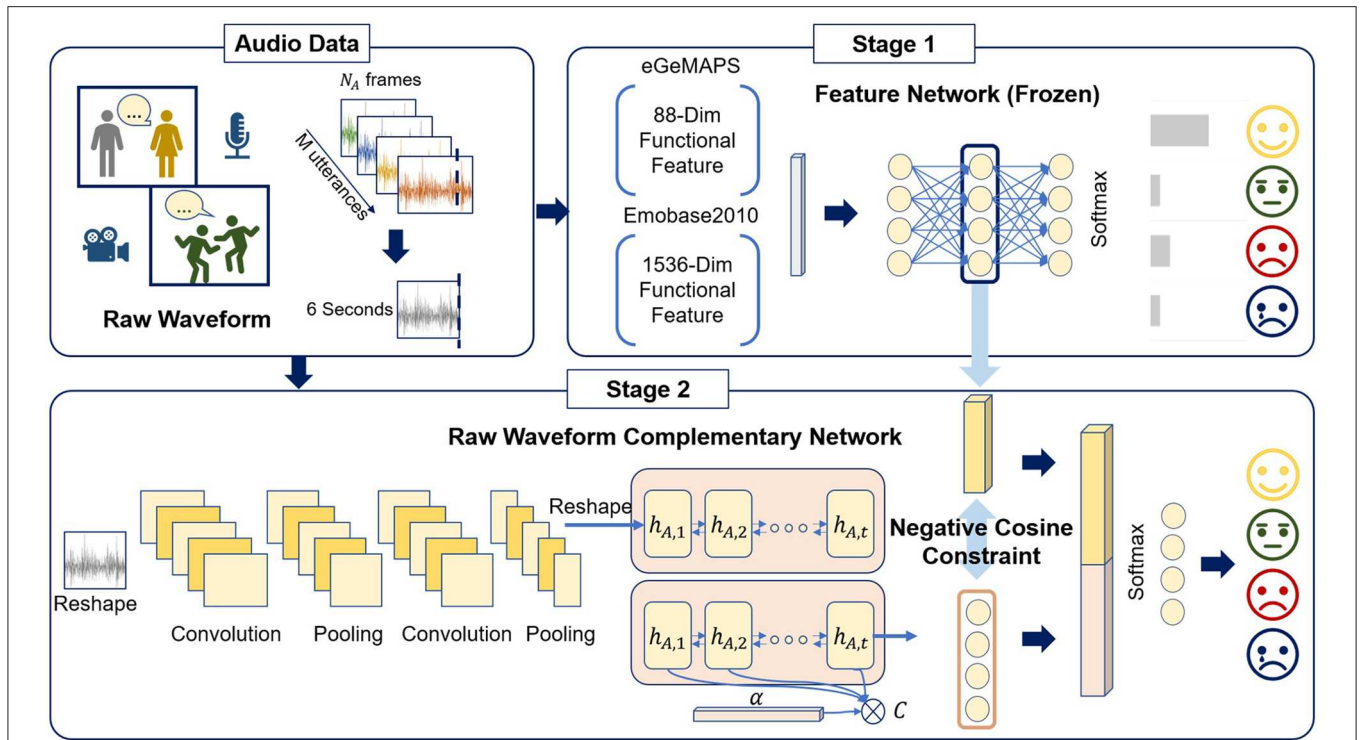 Audio Data
N_A frames
M utterances
...
...
6 Seconds
Raw Waveform
Stage 1
eGeMAPS
88-Dim
Functional
Feature
Emobase2010
1536-Dim
Functional
Feature
Feature Network (Frozen)
Softmax
Stage 2
Raw Waveform Complementary Network
Reshape
Convolution
Pooling
Convolution
Pooling
Reshape
h_{A,1}
h_{A,2}
h_{A,t}
h_{A,1}
h_{A,2}
h_{A,t}
α
C
Negative Cosine
Constraint
Softmax